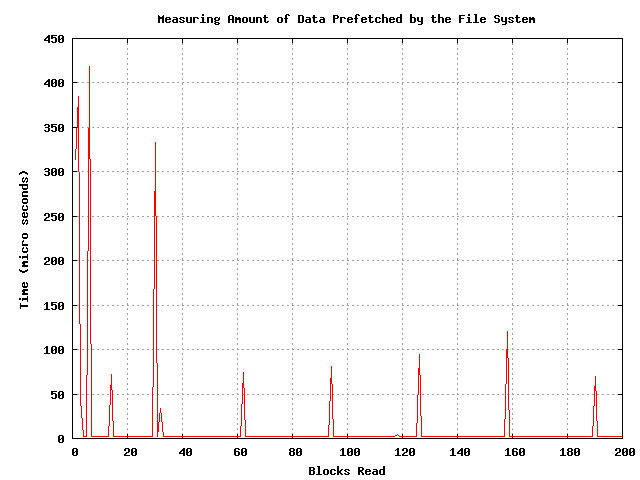 Measuring Amount of Data Prefetched by the File System
450
400
350
300
250
200
150
100
50
0
Time (micro seconds)
0 20 40 60 80 100 120 140 160 180 200
Blocks Read